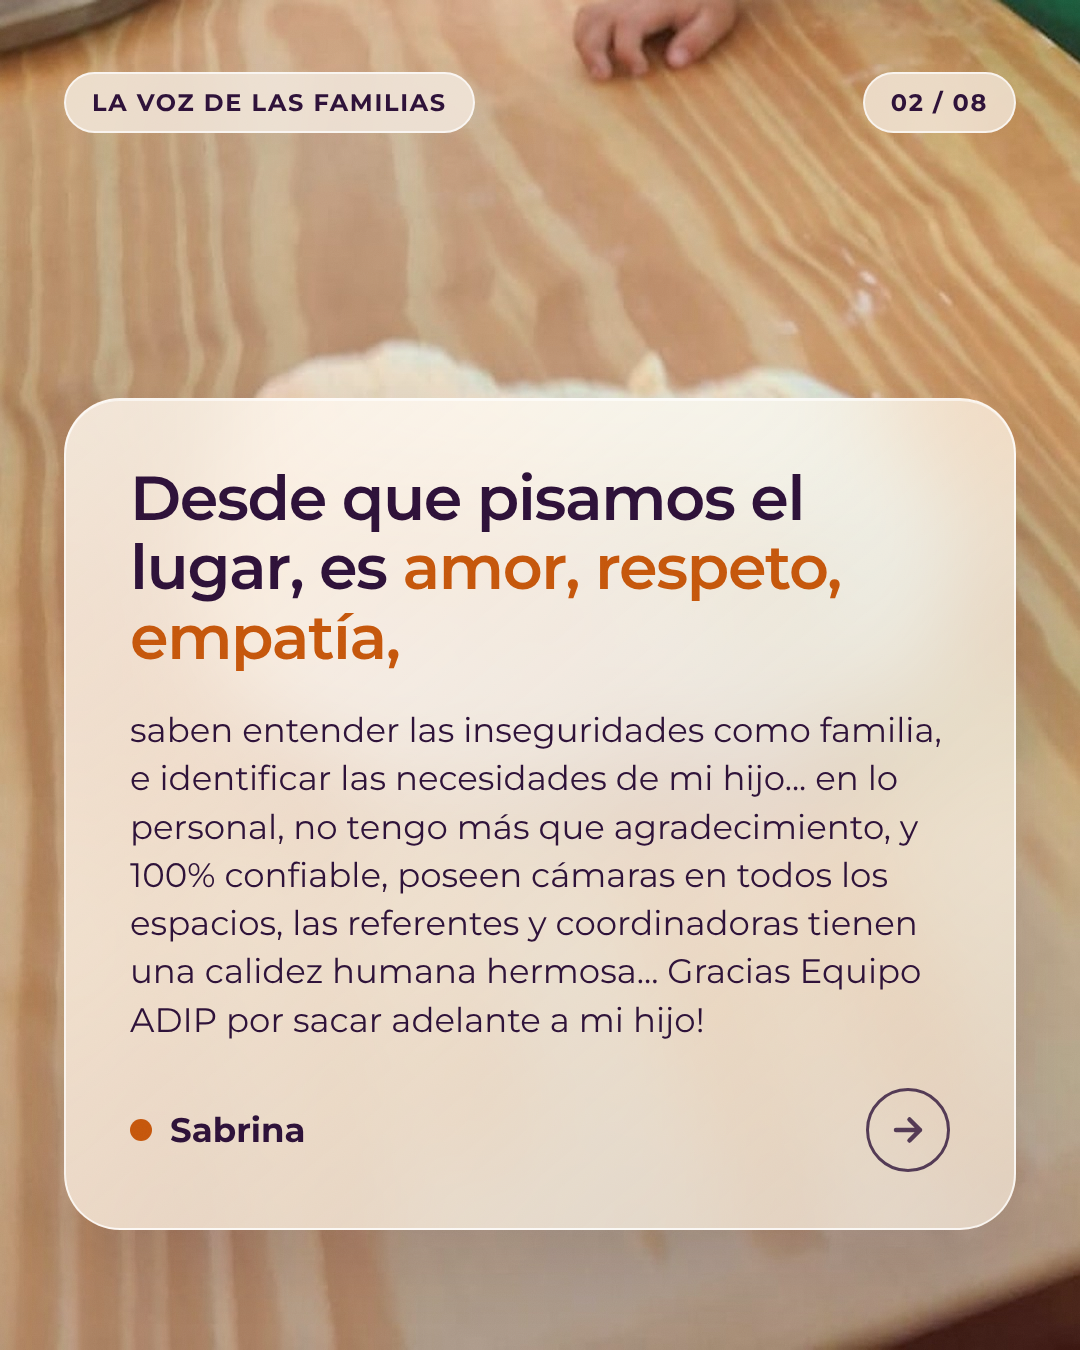 LA VOZ DE LAS FAMILIAS
02 / 08
Desde que pisamos el
lugar, es amor, respeto,
empatía,
saben entender las inseguridades como familia,
e identificar las necesidades de mi hijo... en lo
personal, no tengo más que agradecimiento, y
100% confiable, poseen cámaras en todos los
espacios, las referentes y coordinadoras tienen
una calidez humana hermosa... Gracias Equipo
ADIP por sacar adelante a mi hijo!
Sabrina